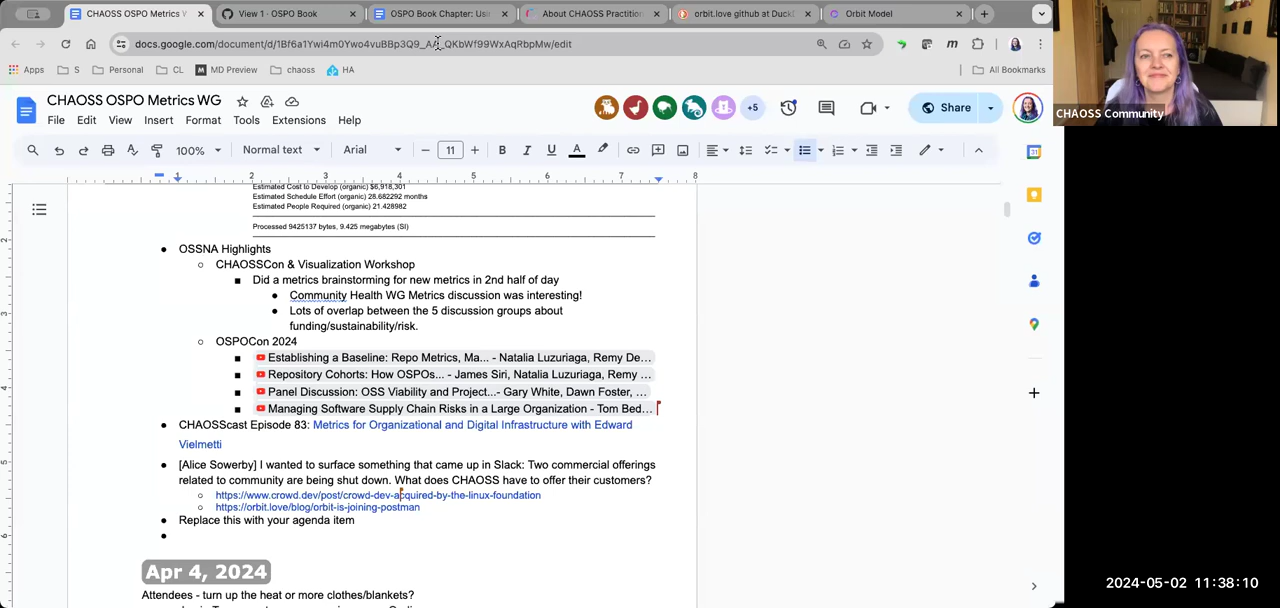 CHAOSS OSPO Metrics W
View 1 · OSPO Book
OSPO Book Chapter: Usi
About CHAOSS Practition
orbit.love github at Duck
Orbit Model
docs.google.com/document/d/1Bf6a1Ywi4m0Ywo4vuBBp3Q9_A
_QKbWf99WxAqRbpMw/edit
Apps
S
Personal
CL
MD Preview
chaoss
HA
All Bookmarks
CHAOSS OSPO Metrics WG
+5
Share
File Edit View Insert Format Tools Extensions Help
100% Normal text Arial 11
1 2 3 4 5 6 7 8
Estimated Cost to Develop (organic) $6,918,301
Estimated Schedule Effort (organic) 28.682292 months
Estimated People Required (organic) 21.428982
Processed 9425137 bytes, 9.425 megabytes (SI)
● OSSNA Highlights
○ CHAOSSCon & Visualization Workshop
■ Did a metrics brainstorming for new metrics in 2nd half of day
● Community Health WG Metrics discussion was interesting!
● Lots of overlap between the 5 discussion groups about
funding/sustainability/risk.
○ OSPOCon 2024
■ Establishing a Baseline: Repo Metrics, Ma... - Natalia Luzuriaga, Remy De...
■ Repository Cohorts: How OSPOs... - James Siri, Natalia Luzuriaga, Remy ...
■ Panel Discussion: OSS Viability and Project...- Gary White, Dawn Foster, ...
■ Managing Software Supply Chain Risks in a Large Organization - Tom Bed...
● CHAOSScast Episode 83: Metrics for Organizational and Digital Infrastructure with Edward
Vielmetti
● [Alice Sowerby] I wanted to surface something that came up in Slack: Two commercial offerings
related to community are being shut down. What does CHAOSS have to offer their customers?
○ https://www.crowd.dev/post/crowd-dev-acquired-by-the-linux-foundation
○ https://orbit.love/blog/orbit-is-joining-postman
● Replace this with your agenda item
●
Apr 4, 2024
Attendees - turn up the heat or more clothes/blankets?
CHAOSS Community
2024-05-02 11:38:10